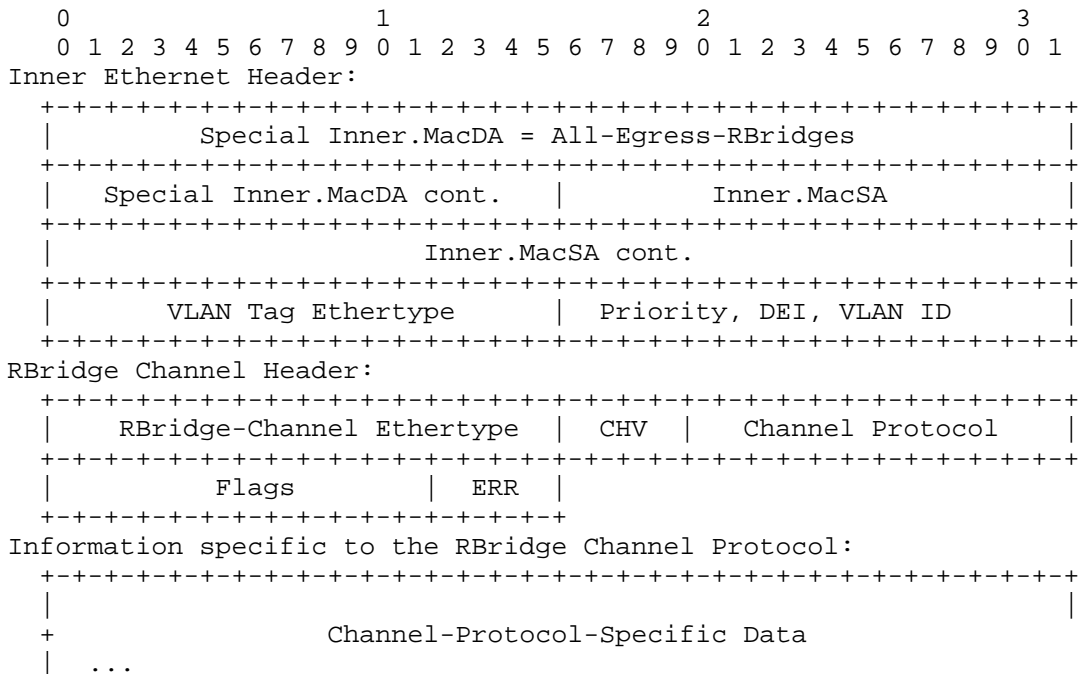 0                   1                   2                   3
 0 1 2 3 4 5 6 7 8 9 0 1 2 3 4 5 6 7 8 9 0 1 2 3 4 5 6 7 8 9 0 1
Inner Ethernet Header:
  +-+-+-+-+-+-+-+-+-+-+-+-+-+-+-+-+-+-+-+-+-+-+-+-+-+-+-+-+-+-+-+-+
  |         Special Inner.MacDA = All-Egress-RBridges             |
  +-+-+-+-+-+-+-+-+-+-+-+-+-+-+-+-+-+-+-+-+-+-+-+-+-+-+-+-+-+-+-+-+
  |   Special Inner.MacDA cont.   |         Inner.MacSA           |
  +-+-+-+-+-+-+-+-+-+-+-+-+-+-+-+-+-+-+-+-+-+-+-+-+-+-+-+-+-+-+-+-+
  |                       Inner.MacSA cont.                       |
  +-+-+-+-+-+-+-+-+-+-+-+-+-+-+-+-+-+-+-+-+-+-+-+-+-+-+-+-+-+-+-+-+
  |       VLAN Tag Ethertype      |  Priority, DEI, VLAN ID       |
  +-+-+-+-+-+-+-+-+-+-+-+-+-+-+-+-+-+-+-+-+-+-+-+-+-+-+-+-+-+-+-+-+
RBridge Channel Header:
  +-+-+-+-+-+-+-+-+-+-+-+-+-+-+-+-+-+-+-+-+-+-+-+-+-+-+-+-+-+-+-+-+
  |    RBridge-Channel Ethertype  |  CHV  |   Channel Protocol    |
  +-+-+-+-+-+-+-+-+-+-+-+-+-+-+-+-+-+-+-+-+-+-+-+-+-+-+-+-+-+-+-+-+
  |          Flags        |  ERR  |
  +-+-+-+-+-+-+-+-+-+-+-+-+-+-+-+-+
Information specific to the RBridge Channel Protocol:
  +-+-+-+-+-+-+-+-+-+-+-+-+-+-+-+-+-+-+-+-+-+-+-+-+-+-+-+-+-+-+-+-+
  |                                                               |
  +                 Channel-Protocol-Specific Data
  |  ...